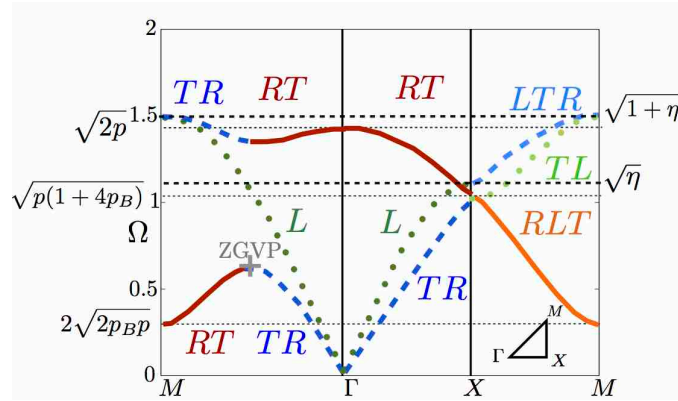 2
TR
RT
RT
LTR
1.5
√2p
√1+η
TL
√η
√p(1+4p_B)
1
Ω
L
L
RLT
ZGVP
TR
0.5
2√2p_Bp
RT
TR
M
Γ
X
0
M
Γ
X
M